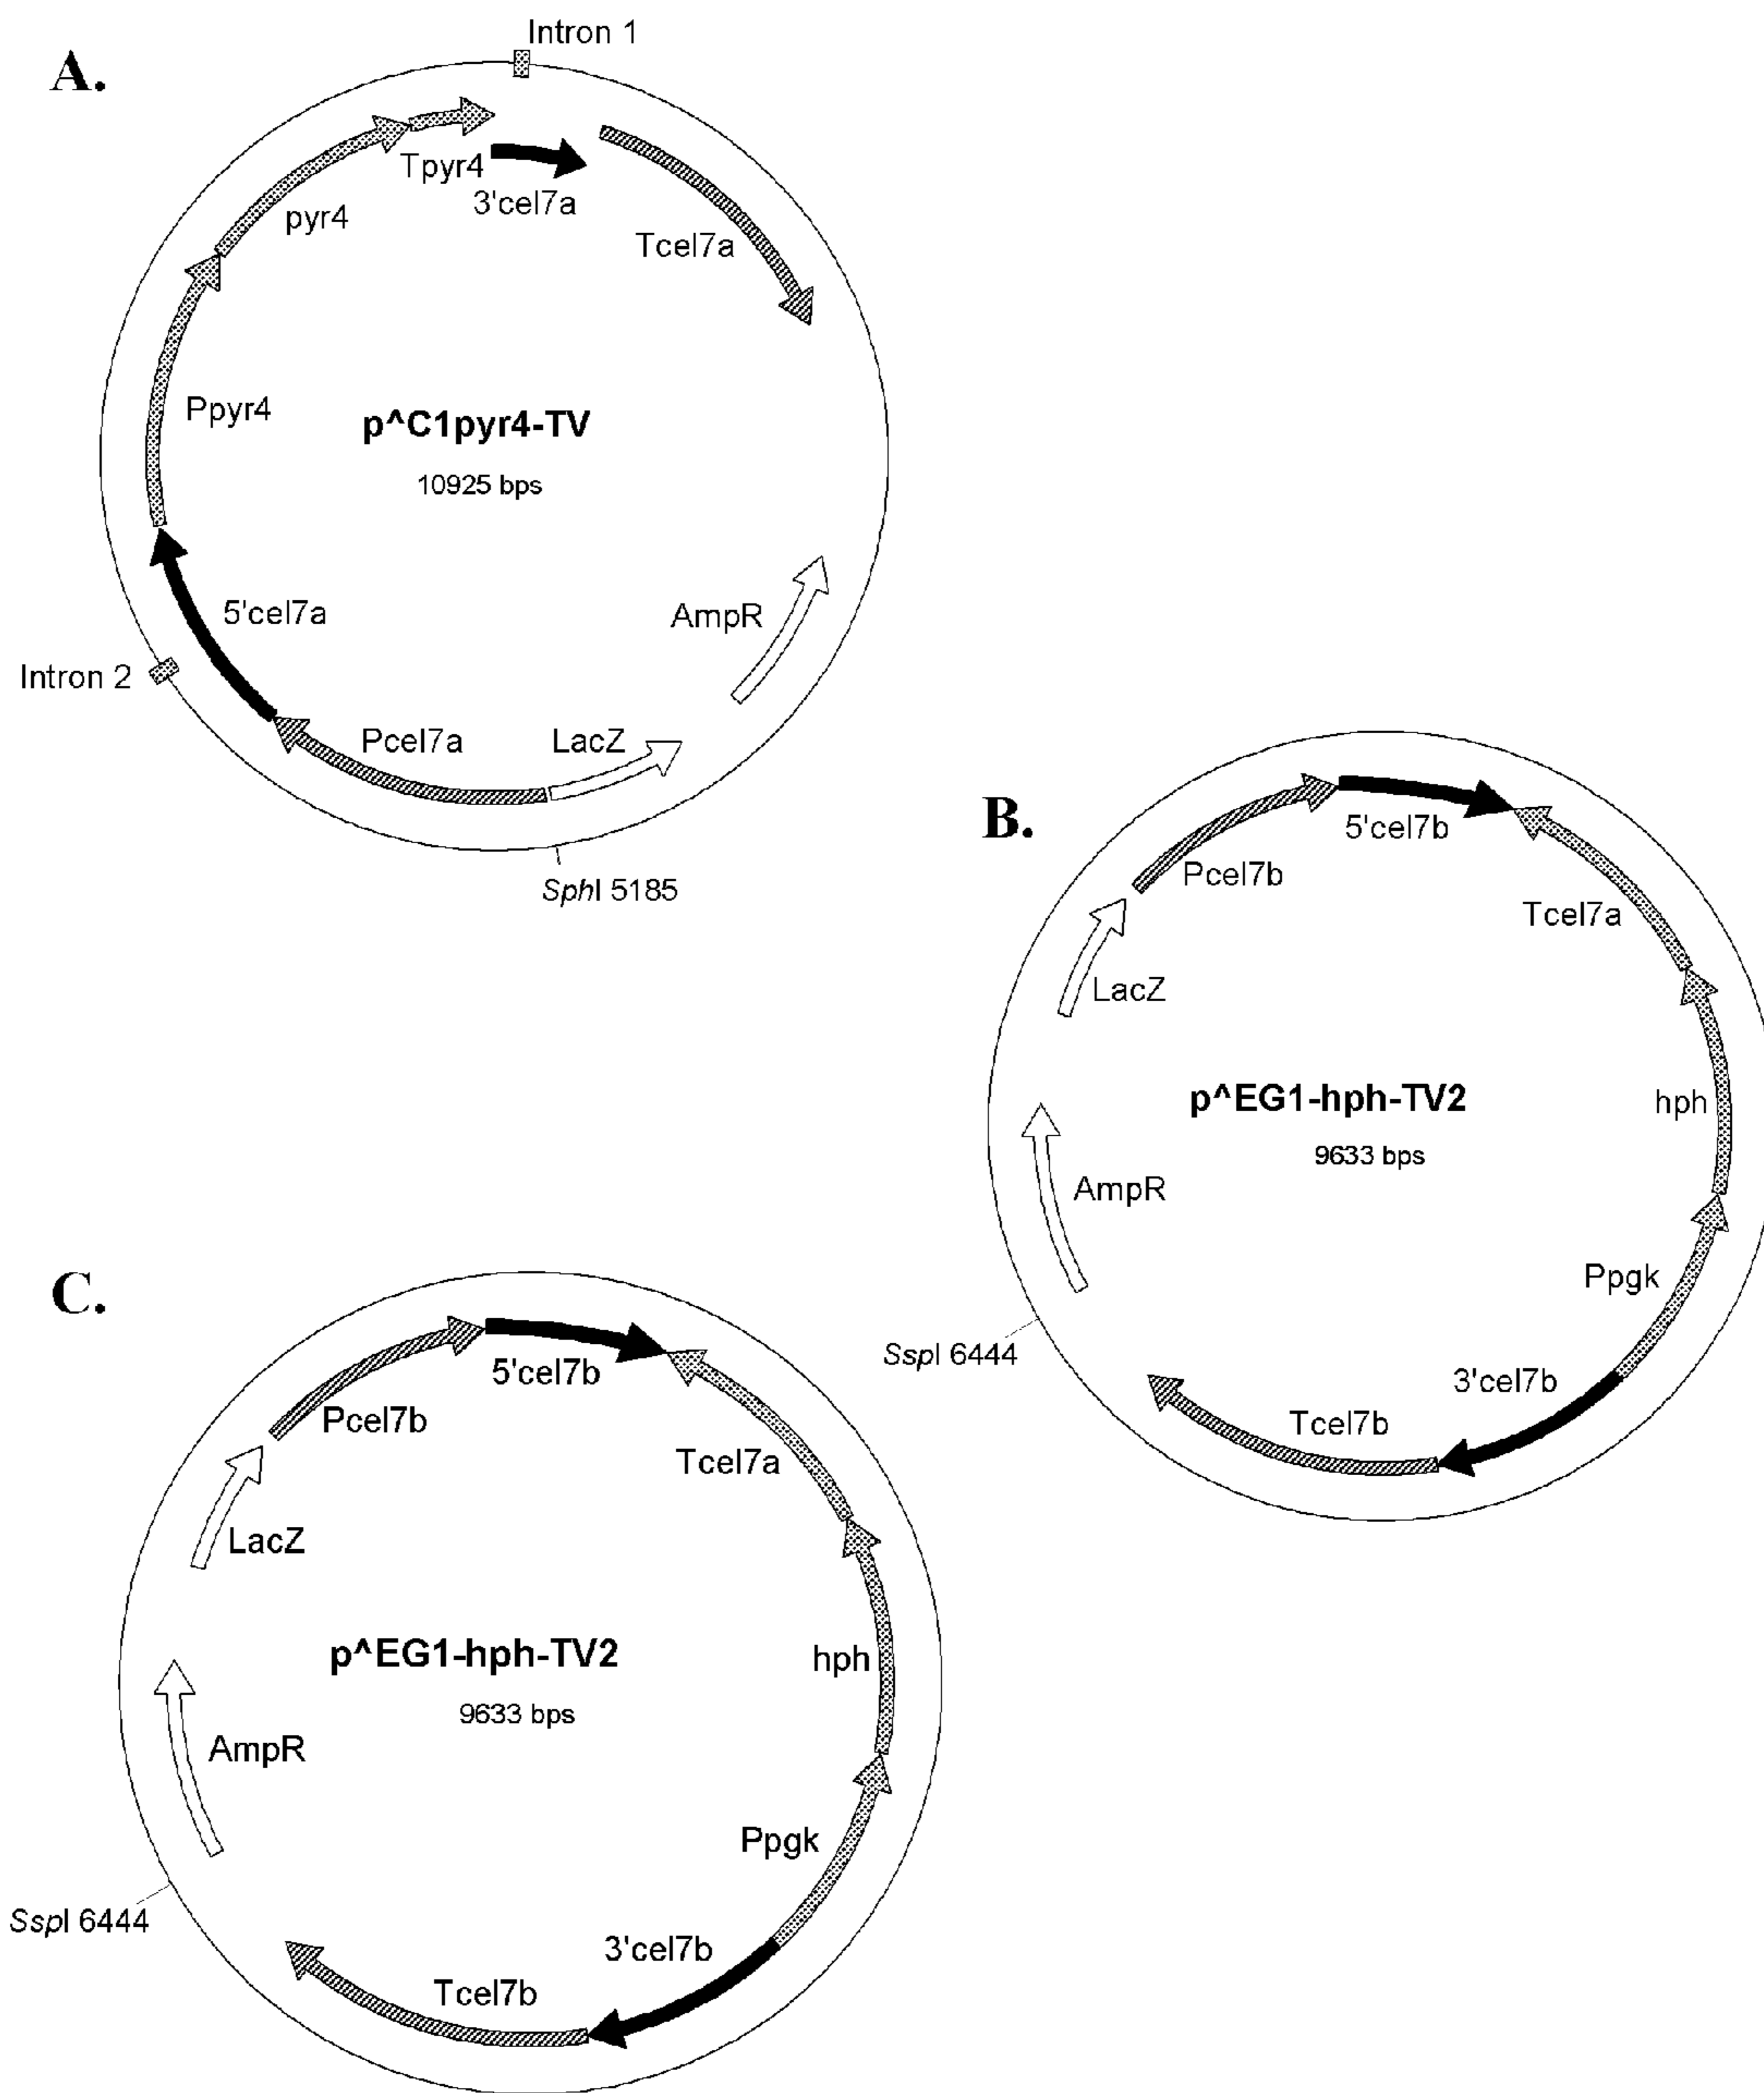 A.
Intron 1
Tpyr4
3'cel7a
pyr4
Tcel7a
Ppyr4
p^C1pyr4-TV
10925 bps
5'cel7a
AmpR
Intron 2
Pcel7a
LacZ
SphI 5185
B.
5'cel7b
Pcel7b
Tcel7a
LacZ
p^EG1-hph-TV2
hph
9633 bps
AmpR
Ppgk
SspI 6444
3'cel7b
Tcel7b
C.
5'cel7b
Pcel7b
Tcel7a
LacZ
p^EG1-hph-TV2
hph
9633 bps
AmpR
Ppgk
SspI 6444
3'cel7b
Tcel7b